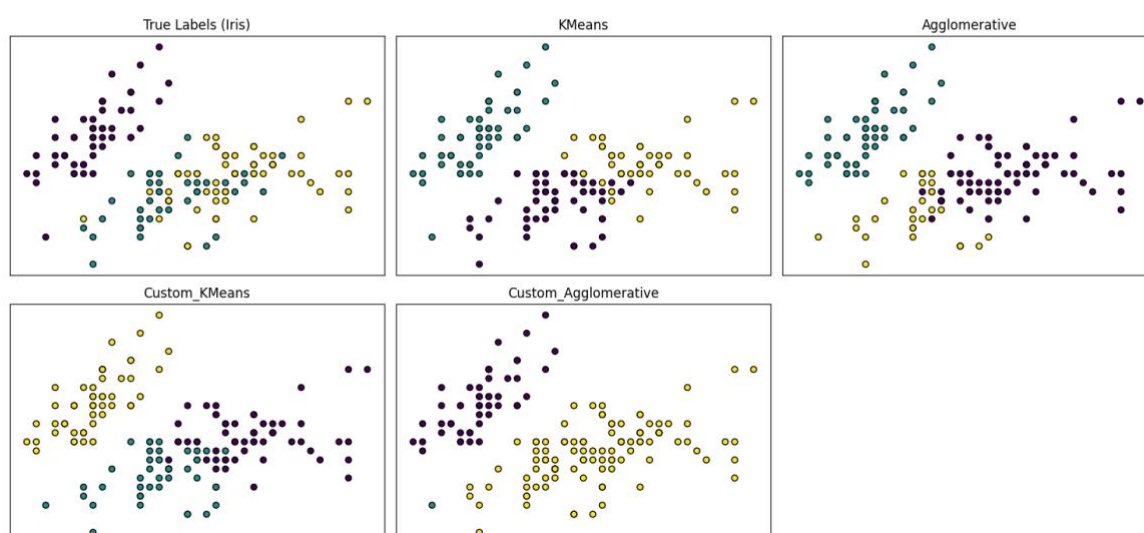 True Labels (Iris)
KMeans
Agglomerative
Custom_KMeans
Custom_Agglomerative